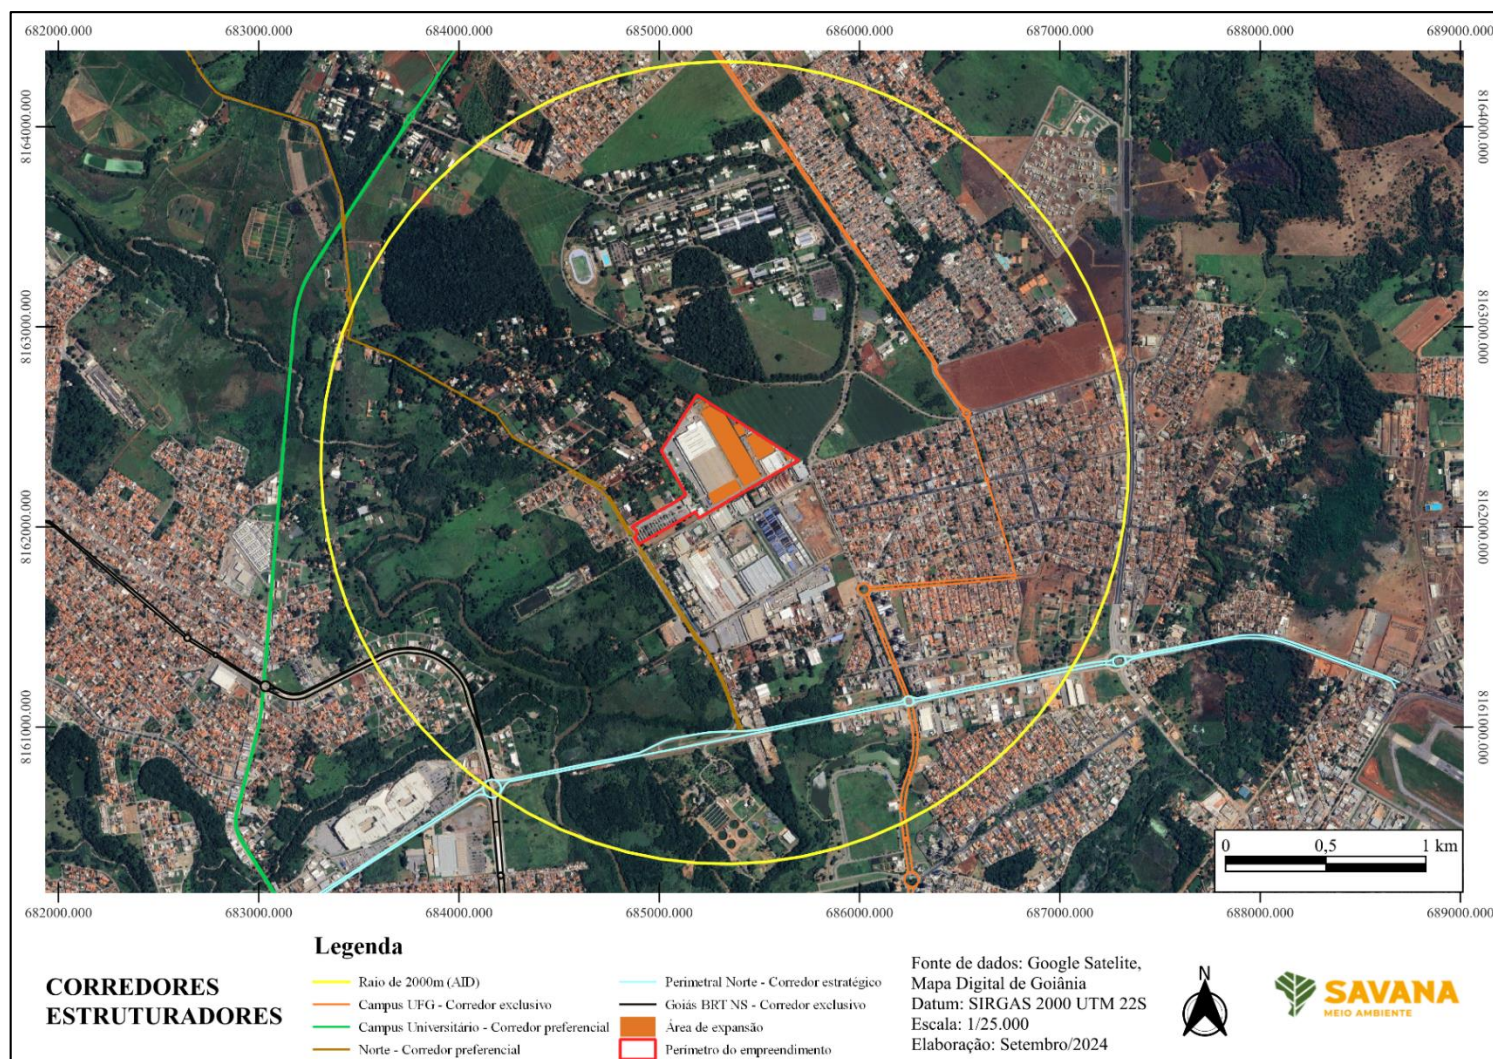 682000.000 683000.000 684000.000 685000.000 686000.000 687000.000 688000.000 689000.000
8164000.000 8164000.000
8163000.000 8163000.000
8162000.000 8162000.000
8161000.000 8161000.000
0 0,5 1 km
682000.000 683000.000 684000.000 685000.000 686000.000 687000.000 688000.000 689000.000
CORREDORES
ESTRUTURADORES
Legenda
Raio de 2000m (AID)
Campus UFG - Corredor exclusivo
Campus Universitário - Corredor preferencial
Norte - Corredor preferencial
Perimetral Norte - Corredor estratégico
Goiás BRT NS - Corredor exclusivo
Área de expansão
Perímetro do empreendimento
Fonte de dados: Google Satelite,
Mapa Digital de Goiânia
Datum: SIRGAS 2000 UTM 22S
Escala: 1/25.000
Elaboração: Setembro/2024
N
SAVANA
MEIO AMBIENTE